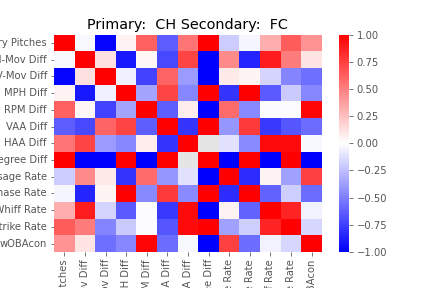 Primary:  CH Secondary:  FC
ry Pitches
H-Mov Diff
V-Mov Diff
MPH Diff
RPM Diff
VAA Diff
HAA Diff
egree Diff
sage Rate
hase Rate
Whiff Rate
trike Rate
wOBAcon
1.00
0.75
0.50
0.25
0.00
−0.25
−0.50
−0.75
−1.00
tches
v Diff
ov Diff
H Diff
M Diff
A Diff
A Diff
e Diff
e Rate
e Rate
ff Rate
e Rate
BAcon